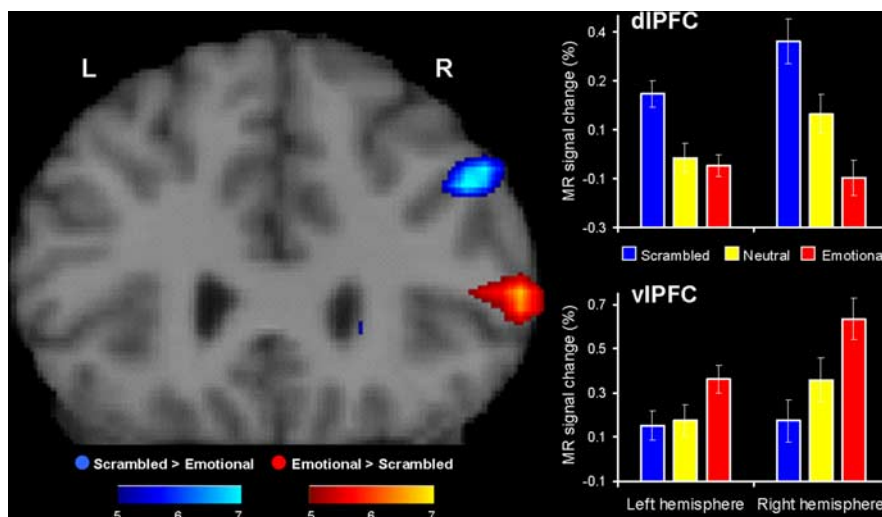 L
R
● Scrambled > Emotional
● Emotional > Scrambled
5 6 7
5 6 7
dlPFC
MR signal change (%)
0.4
0.2
0.1
-0.1
-0.3
Scrambled Neutral Emotional
vlPFC
MR signal change (%)
0.7
0.5
0.3
0.1
-0.1
Left hemisphere Right hemisphere